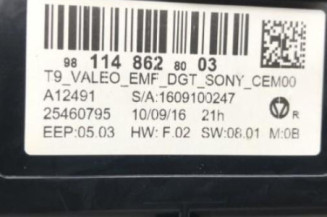 98 114 862 80 03
T9_VALEO_EMF_DGT_SONY_CEM00
A12491 S/A:1609100247
25460795 10/09/16 21h R
EEP:05.03 HW: F.02 SW:08.01 M:0B